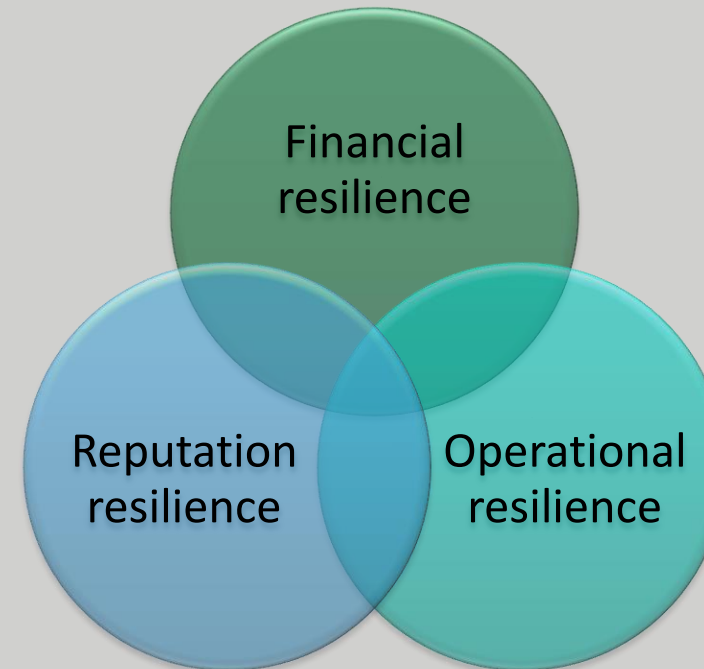 Financial
resilience
Reputation
resilience
Operational
resilience